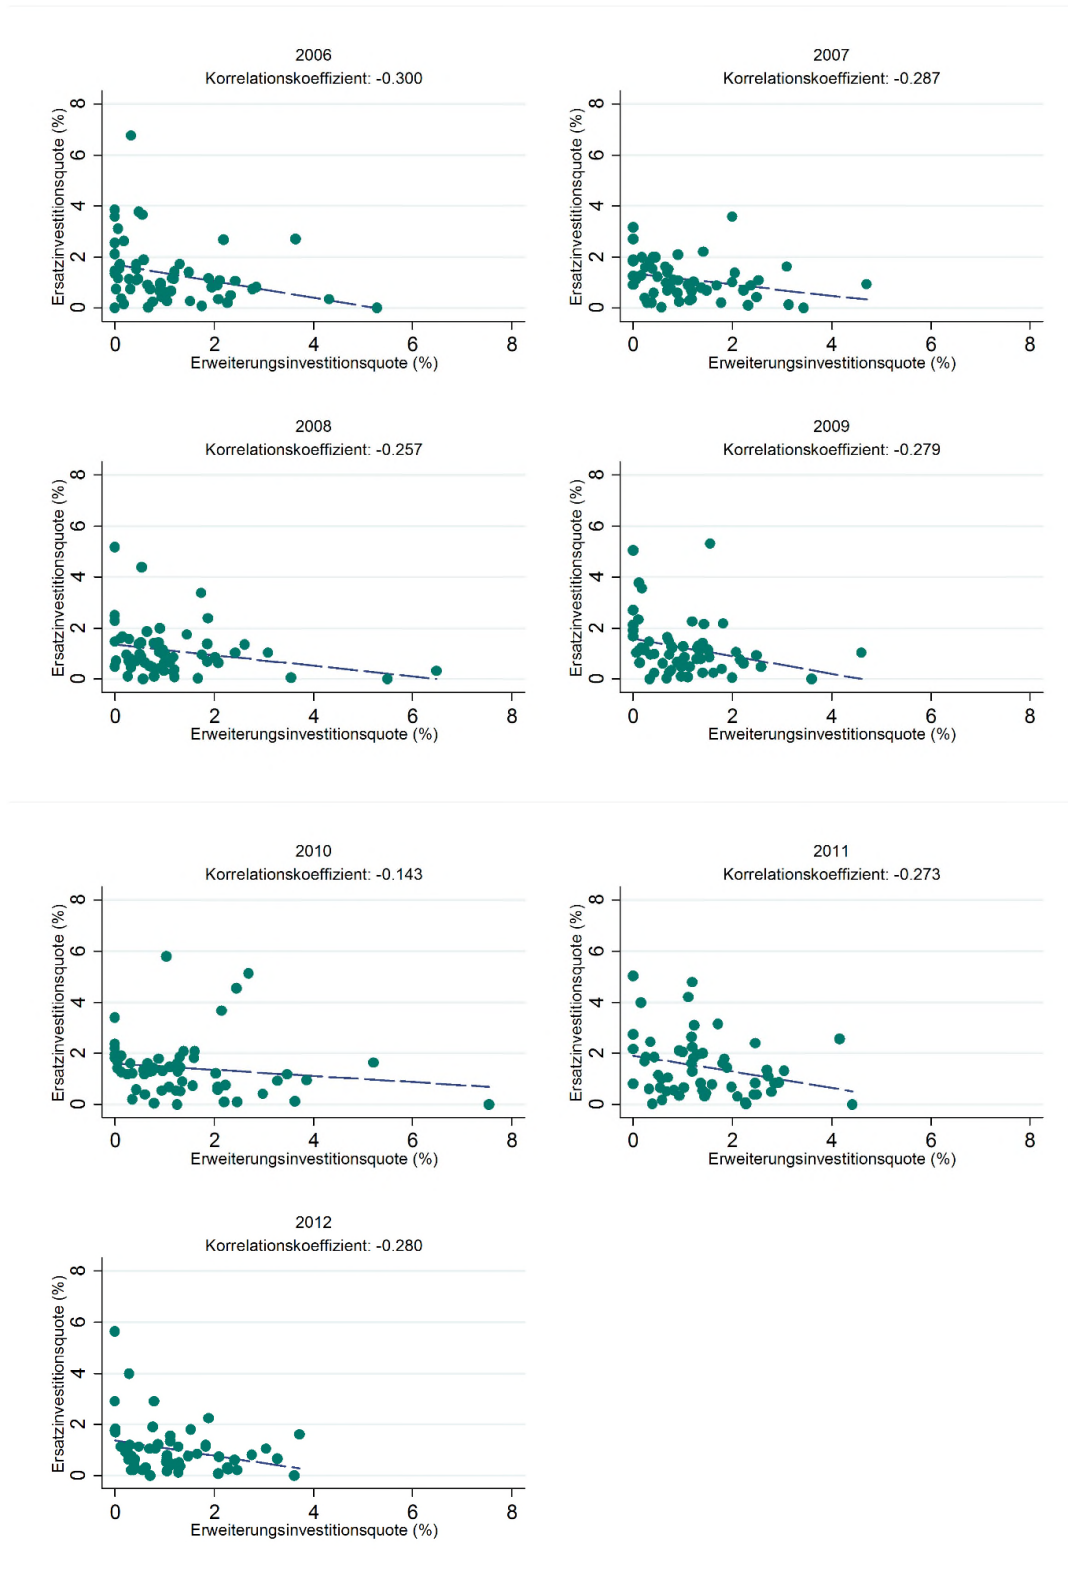 2006
Korrelationskoeffizient: -0.300
Ersatzinvestitionsquote (%)
8
6
4
2
0
0 2 4 6 8
Erweiterungsinvestitionsquote (%)
2007
Korrelationskoeffizient: -0.287
Ersatzinvestitionsquote (%)
8
6
4
2
0
0 2 4 6 8
Erweiterungsinvestitionsquote (%)
2008
Korrelationskoeffizient: -0.257
Ersatzinvestitionsquote (%)
8
6
4
2
0
0 2 4 6 8
Erweiterungsinvestitionsquote (%)
2009
Korrelationskoeffizient: -0.279
Ersatzinvestitionsquote (%)
8
6
4
2
0
0 2 4 6 8
Erweiterungsinvestitionsquote (%)
2010
Korrelationskoeffizient: -0.143
Ersatzinvestitionsquote (%)
8
6
4
2
0
0 2 4 6 8
Erweiterungsinvestitionsquote (%)
2011
Korrelationskoeffizient: -0.273
Ersatzinvestitionsquote (%)
8
6
4
2
0
0 2 4 6 8
Erweiterungsinvestitionsquote (%)
2012
Korrelationskoeffizient: -0.280
Ersatzinvestitionsquote (%)
8
6
4
2
0
0 2 4 6 8
Erweiterungsinvestitionsquote (%)